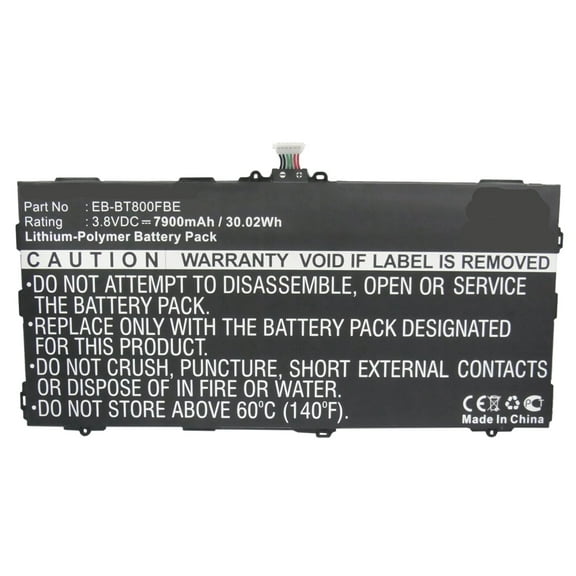 Part No : EB-BT800FBE
Rating : 3.8VDC⎓7900mAh / 30.02Wh
Lithium-Polymer Battery Pack
CAUTION WARRANTY VOID IF LABEL IS REMOVED
•DO NOT ATTEMPT TO DISASSEMBLE, OPEN OR SERVICE
THE BATTERY PACK.
•REPLACE ONLY WITH THE BATTERY PACK DESIGNATED
FOR THIS PRODUCT.
•DO NOT CRUSH, PUNCTURE, SHORT EXTERNAL CONTACTS
OR DISPOSE OF IN FIRE OR WATER.
•DO NOT STORE ABOVE 60°C (140°F)
CE
Made In China